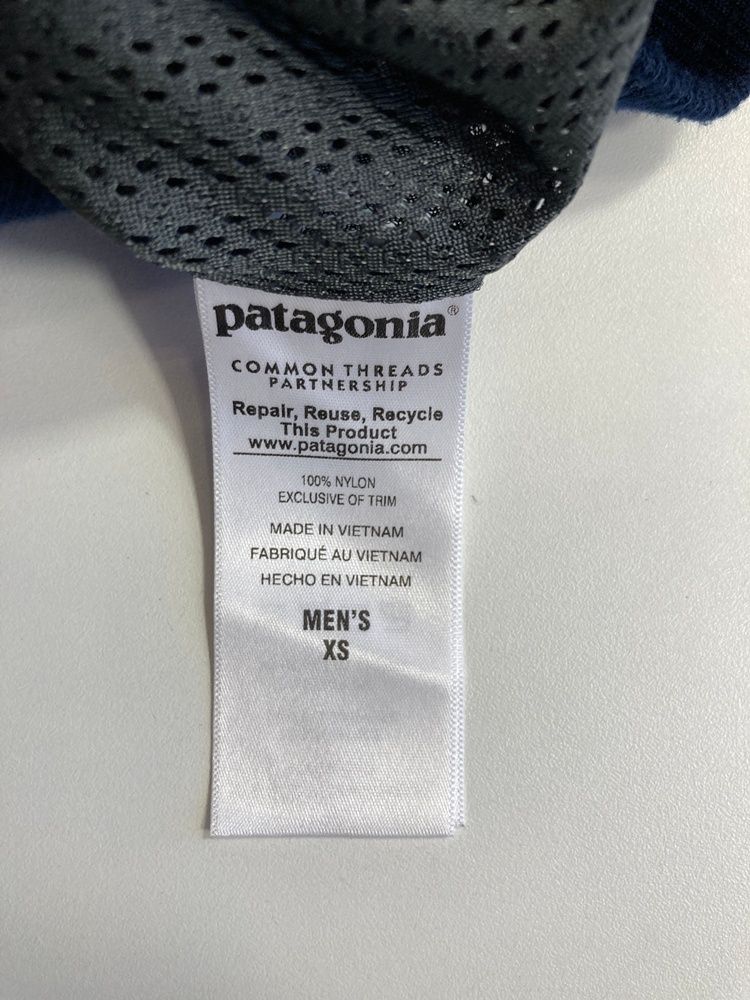 patagonia®
COMMON THREADS
PARTNERSHIP
Repair, Reuse, Recycle
This Product
www.patagonia.com
100% NYLON
EXCLUSIVE OF TRIM
MADE IN VIETNAM
FABRIQUÉ AU VIETNAM
HECHO EN VIETNAM
MEN'S
XS